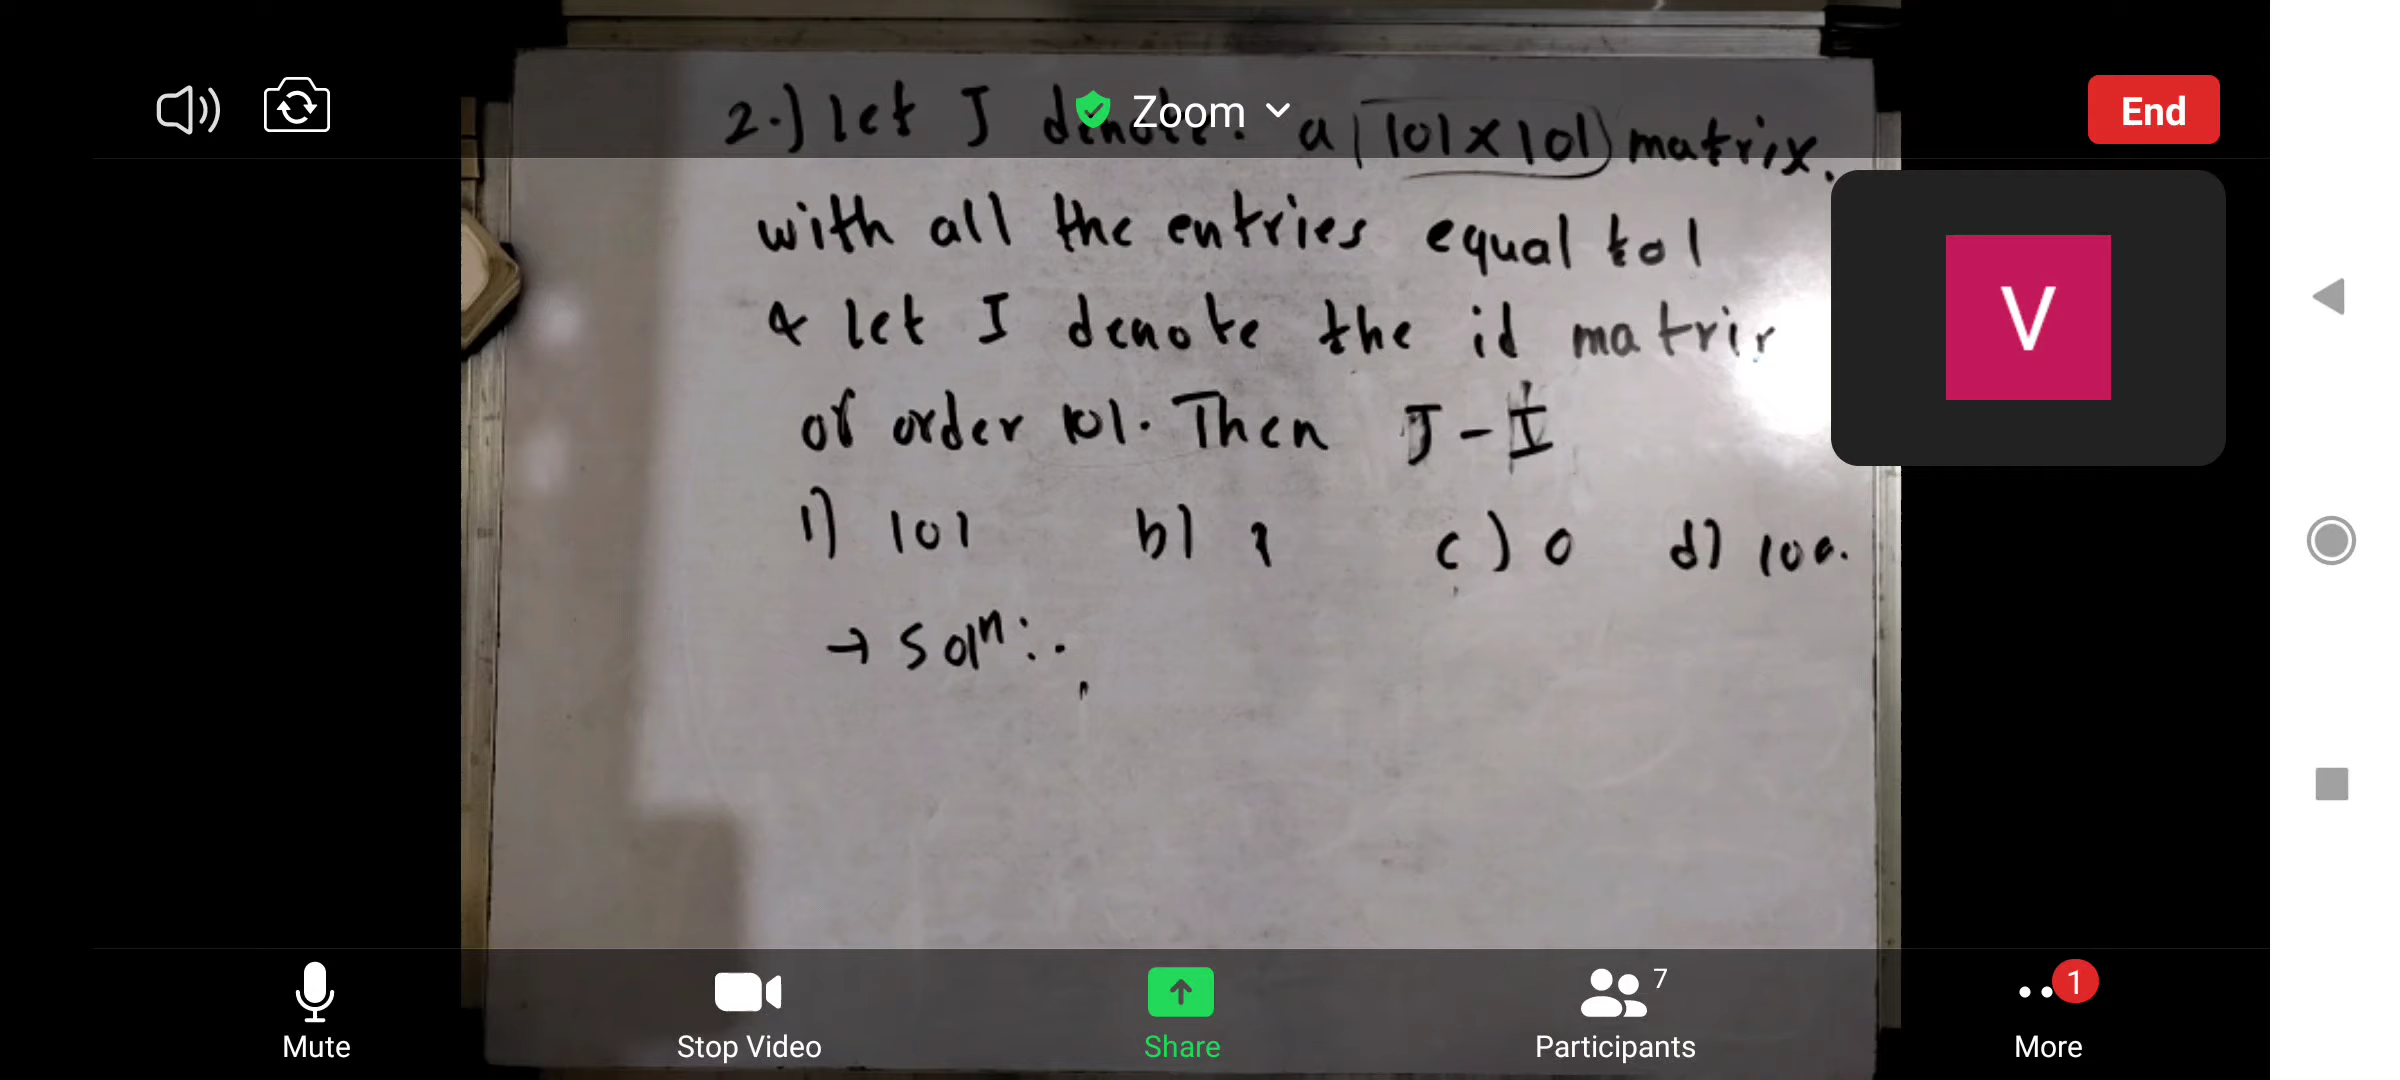 Zoom
End
2.) let J denote. a 101 x 101 matrix.
with all the entries equal to 1
& let I denote the id matrix
of order 101. Then J - I
1) 101 b) 1 c) 0 d) 100.
→ Solⁿ :.
V
Mute
Stop Video
Share
Participants
7
More
1